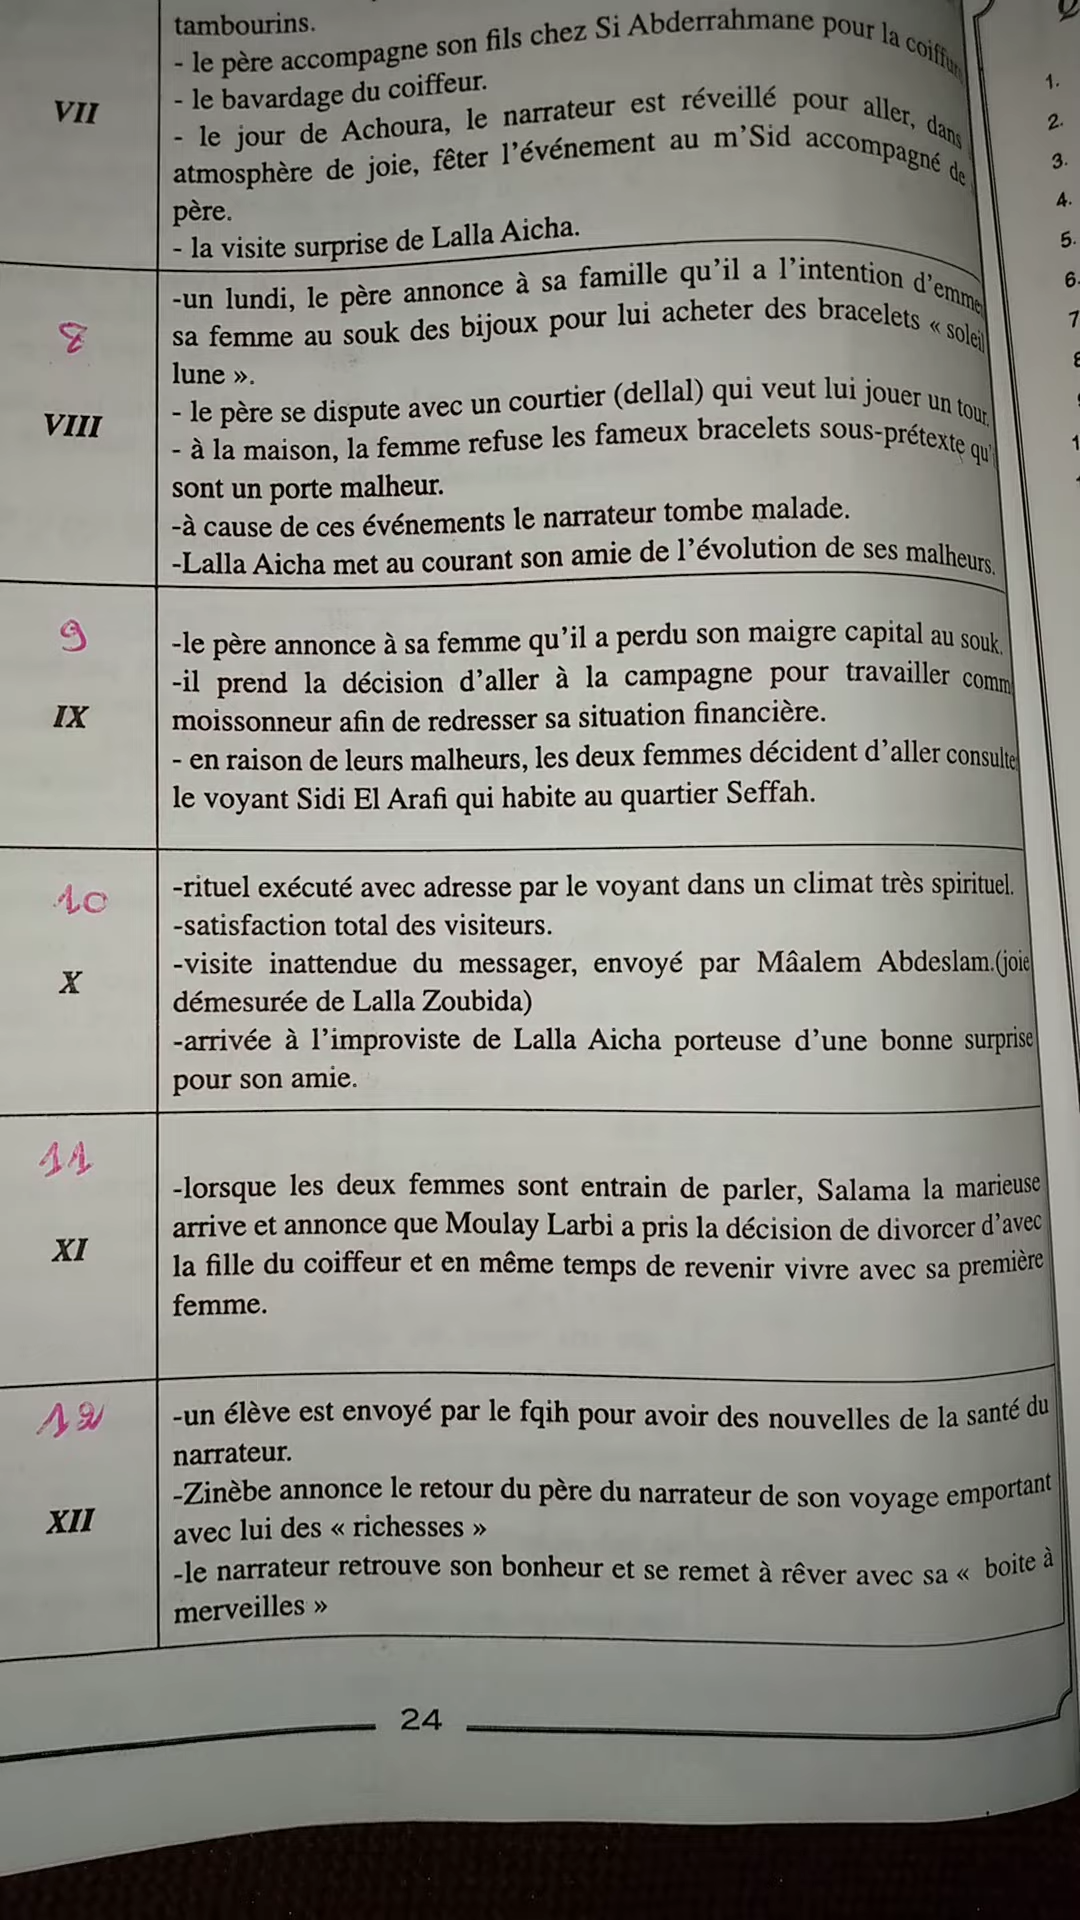 tambourins.
- le père accompagne son fils chez Si Abderrahmane pour la
- le bavardage du coiffeur.
VII
- le jour de Achoura, le narrateur est réveillé pour aller, dans
atmosphère de joie, fêter l'événement au m'Sid accompagné de
père.
- la visite surprise de Lalla Aicha.
-un lundi, le père annonce à sa famille qu'il a l'intention
8
sa femme au souk des bijoux pour lui acheter des bracelets « soleil
lune ».
VIII
- le père se dispute avec un courtier (dellal) qui veut lui jouer un tour.
- à la maison, la femme refuse les fameux bracelets sous-prétexte
sont un porte malheur.
-à cause de ces événements le narrateur tombe malade.
-Lalla Aicha met au courant son amie de l'évolution de ses malheurs.
9
-le père annonce à sa femme qu'il a perdu son maigre capital au souk.
-il prend la décision d'aller à la campagne pour travailler
IX
moissonneur afin de redresser sa situation financière.
- en raison de leurs malheurs, les deux femmes décident d'aller
le voyant Sidi El Arafi qui habite au quartier Seffah.
10
-rituel exécuté avec adresse par le voyant dans un climat très spirituel.
-satisfaction total des visiteurs.
X
-visite inattendue du messager, envoyé par Mâalem Abdeslam.(joie
démesurée de Lalla Zoubida)
-arrivée à l'improviste de Lalla Aicha porteuse d'une bonne surprise
pour son amie.
11
-lorsque les deux femmes sont entrain de parler, Salama la marieuse
arrive et annonce que Moulay Larbi a pris la décision de divorcer d'avec
XI
la fille du coiffeur et en même temps de revenir vivre avec sa première
femme.
12
-un élève est envoyé par le fqih pour avoir des nouvelles de la santé du
narrateur.
-Zinèbe annonce le retour du père du narrateur de son voyage emportant
XII
avec lui des « richesses »
-le narrateur retrouve son bonheur et se remet à rêver avec sa « boite à
merveilles »
24
1.
2.
3.
4.
5.
6.
7